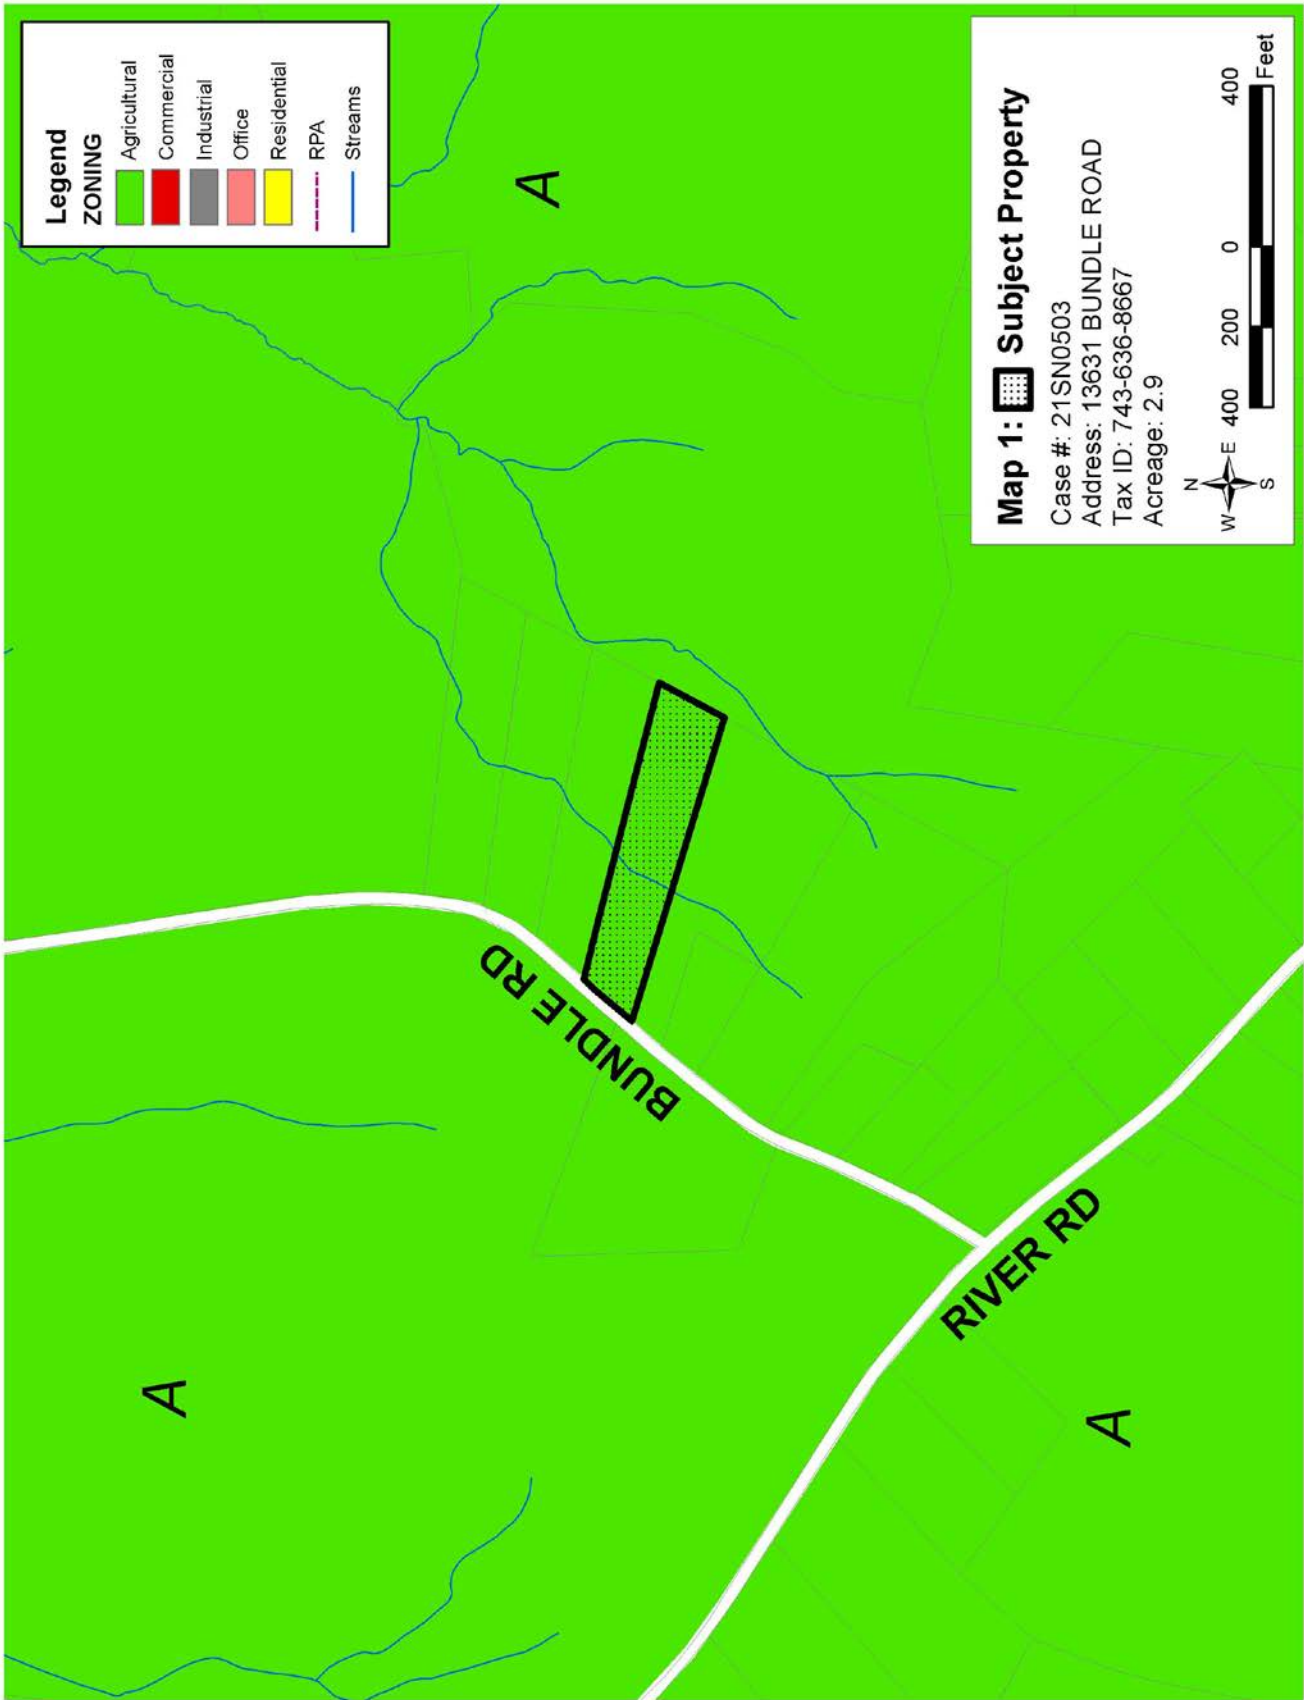 Legend
ZONING
Agricultural
Commercial
Industrial
Office
Residential
RPA
Streams
A
A
BUNDLE RD
RIVER RD
A
Map 1: Subject Property
Case #: 21SN0503
Address: 13631 BUNDLE ROAD
Tax ID: 743-636-8667
Acreage: 2.9
N
W E
S
400 200 0 400
Feet